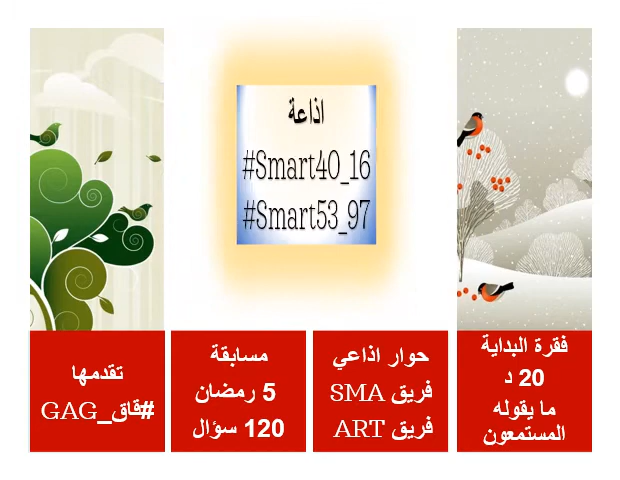 اذاعة
#Smart40_16
#Smart53_97
فقرة البداية
20 د
ما يقوله
المستمعون
حوار اذاعي
فريق SMA
فريق ART
مسابقة
5 رمضان
120 سؤال
تقدمها
#قاق_GAG